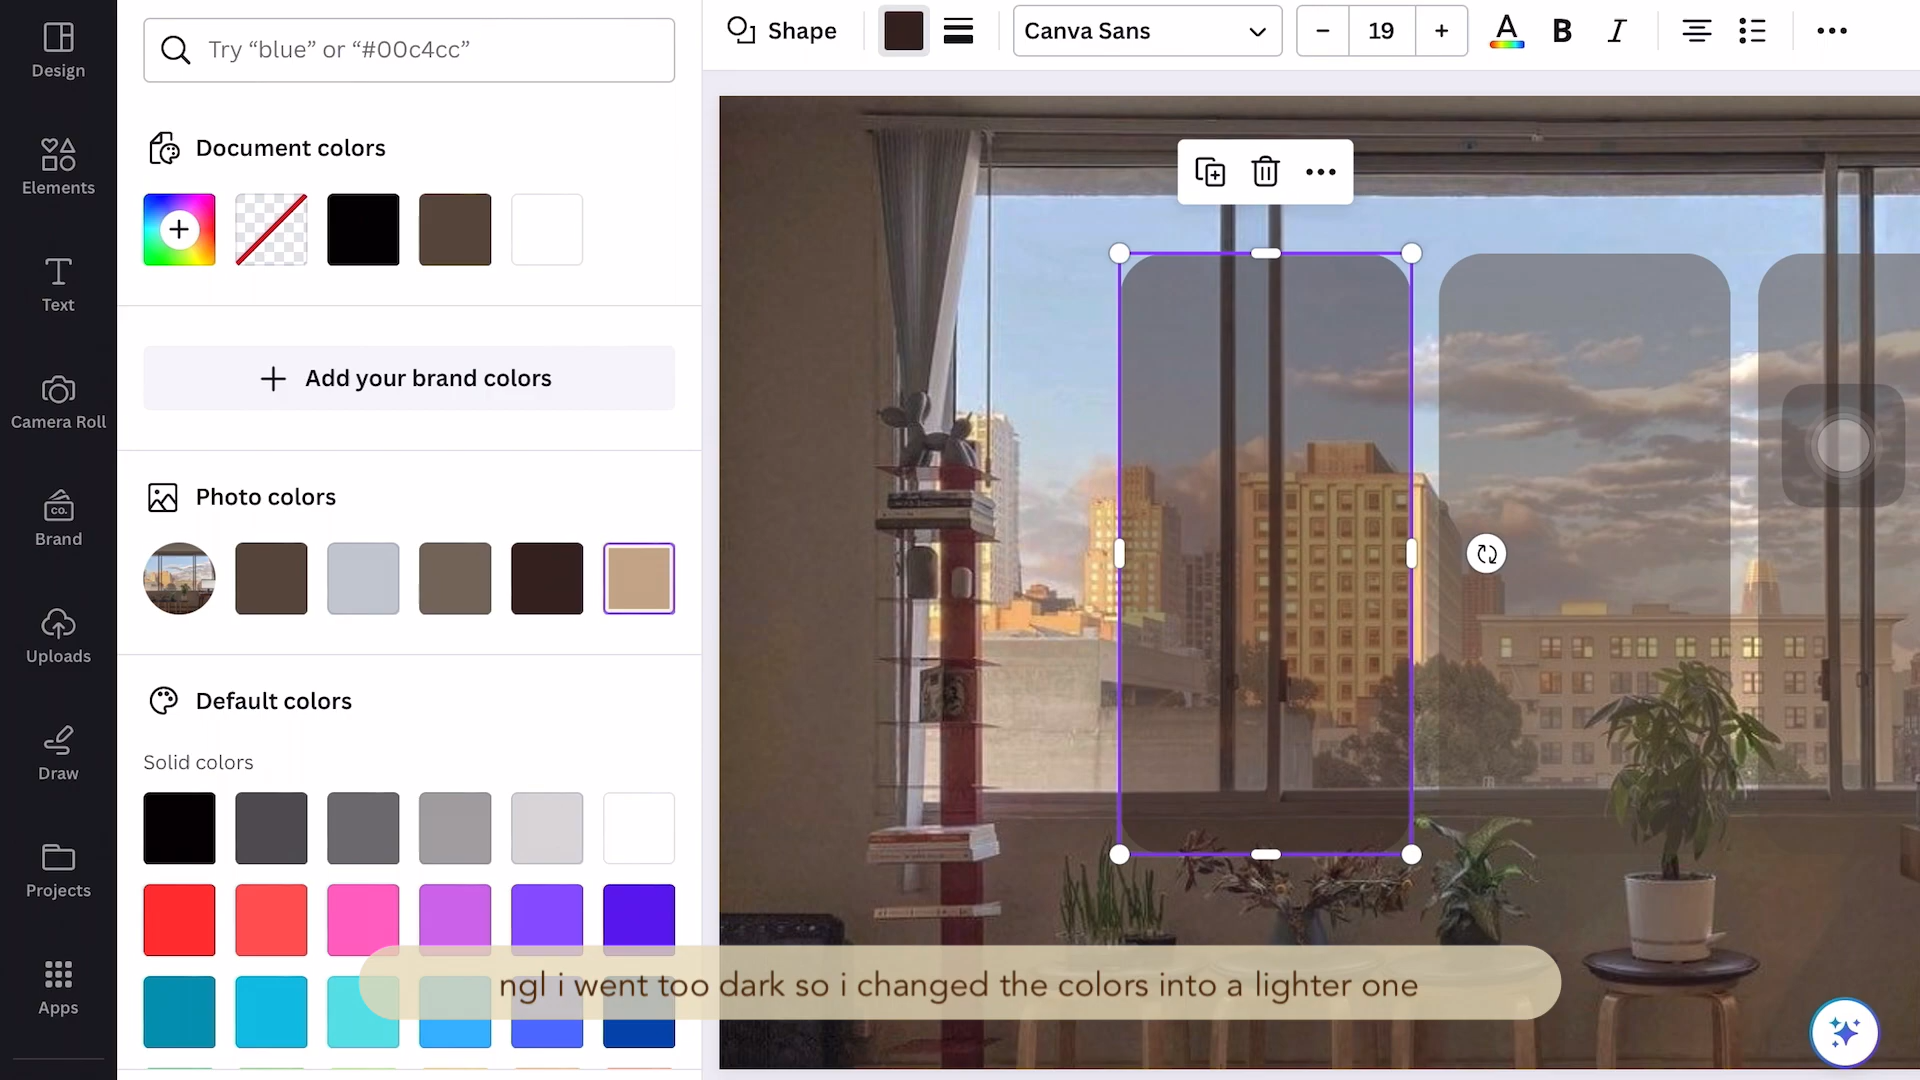 Design
Elements
Text
Camera Roll
CO.
Brand
Uploads
Draw
Projects
Apps
Try “blue” or “#00c4cc”
Document colors
Add your brand colors
Photo colors
Default colors
Solid colors
Shape
Canva Sans
19
A B I
ngl i went too dark so i changed the colors into a lighter one